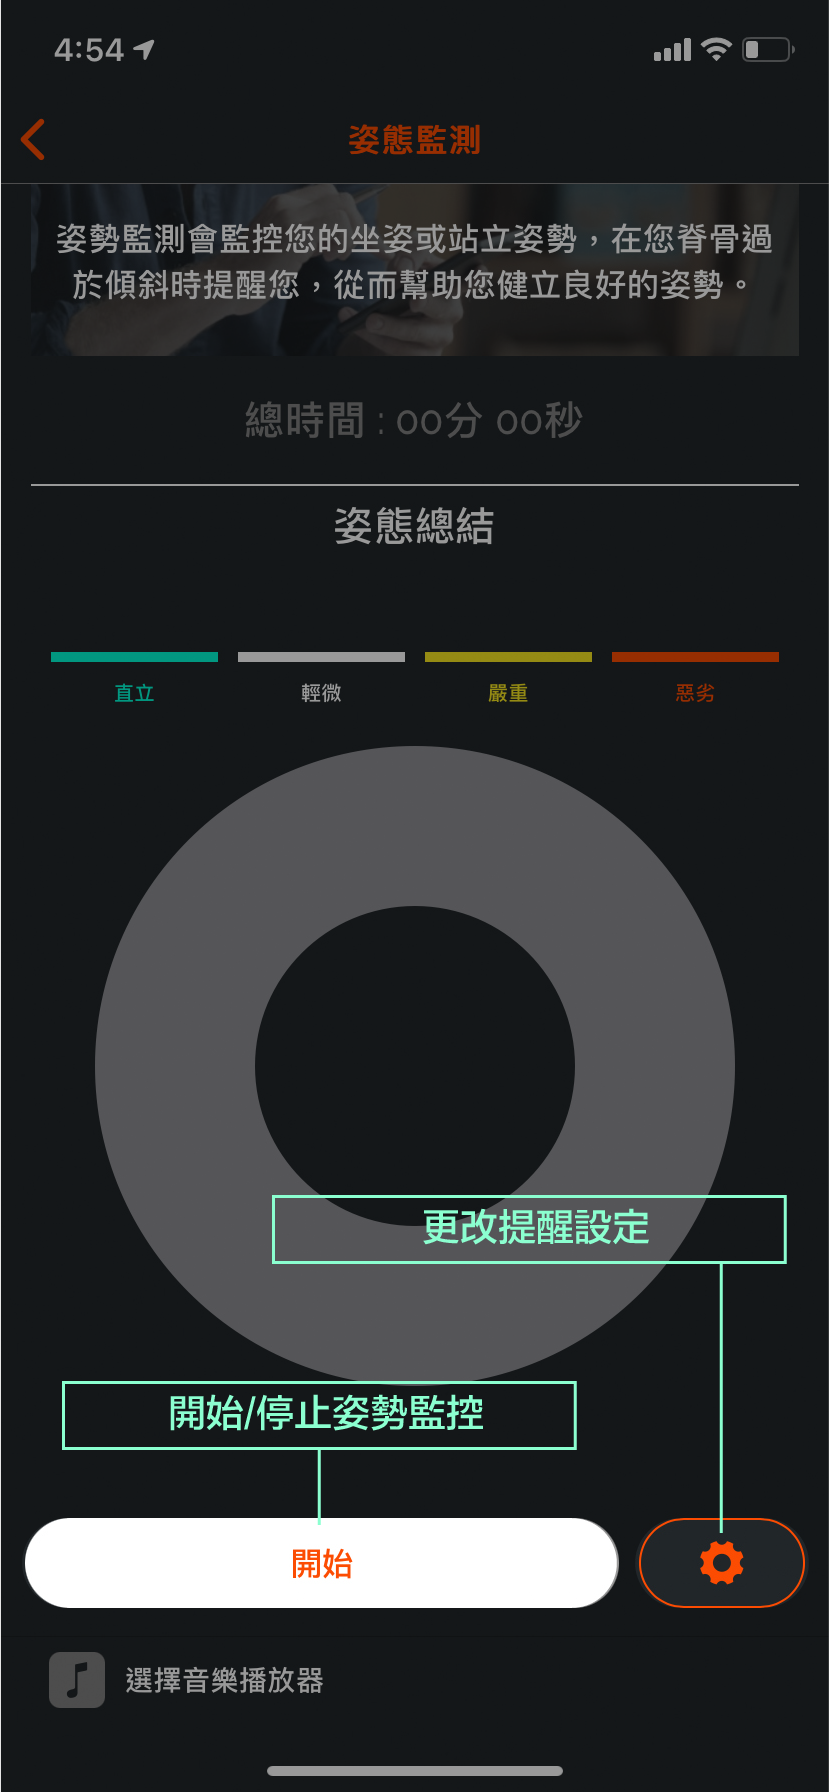 4:54
姿態監測
姿勢監測會監控您的坐姿或站立姿勢，在您脊骨過
於傾斜時提醒您，從而幫助您健立良好的姿勢。
總時間 : 00分 00秒
姿態總結
直立 輕微 嚴重 惡劣
更改提醒設定
開始/停止姿勢監控
開始
選擇音樂播放器